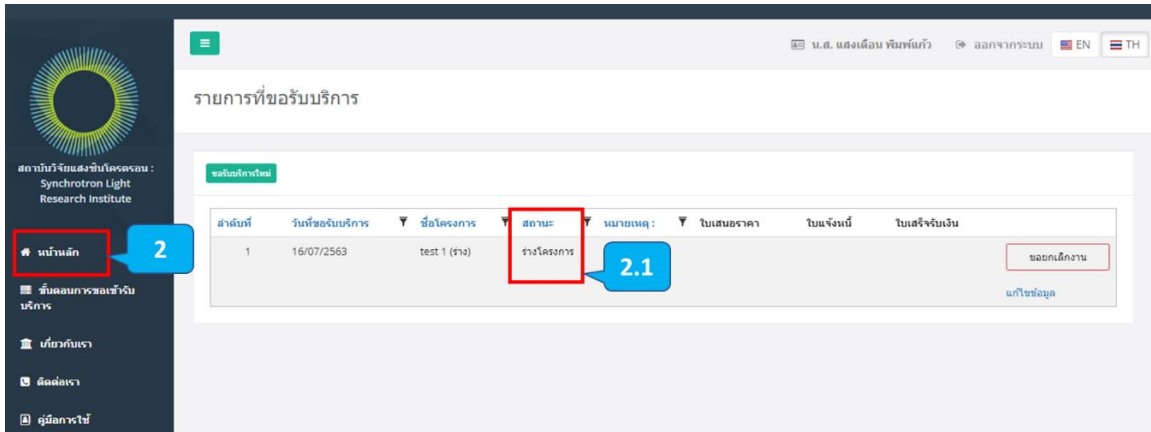 น.ส. แสงเดือน พิมพ์แก้ว ออกจากระบบ EN TH
รายการที่ขอรับบริการ
สถาบันวิจัยแสงซินโครตรอน :
Synchrotron Light
Research Institute
หน้าหลัก
2
ขั้นตอนการขอเข้ารับ
บริการ
เกี่ยวกับเรา
ติดต่อเรา
คู่มือการใช้
ขอรับบริการใหม่
ลำดับที่ วันที่ขอรับบริการ ชื่อโครงการ สถานะ หมายเหตุ : ใบเสนอราคา ใบแจ้งหนี้ ใบเสร็จรับเงิน
1 16/07/2563 test 1 (ร่าง) ร่างโครงการ ขอยกเลิกงาน
2.1
แก้ไขข้อมูล